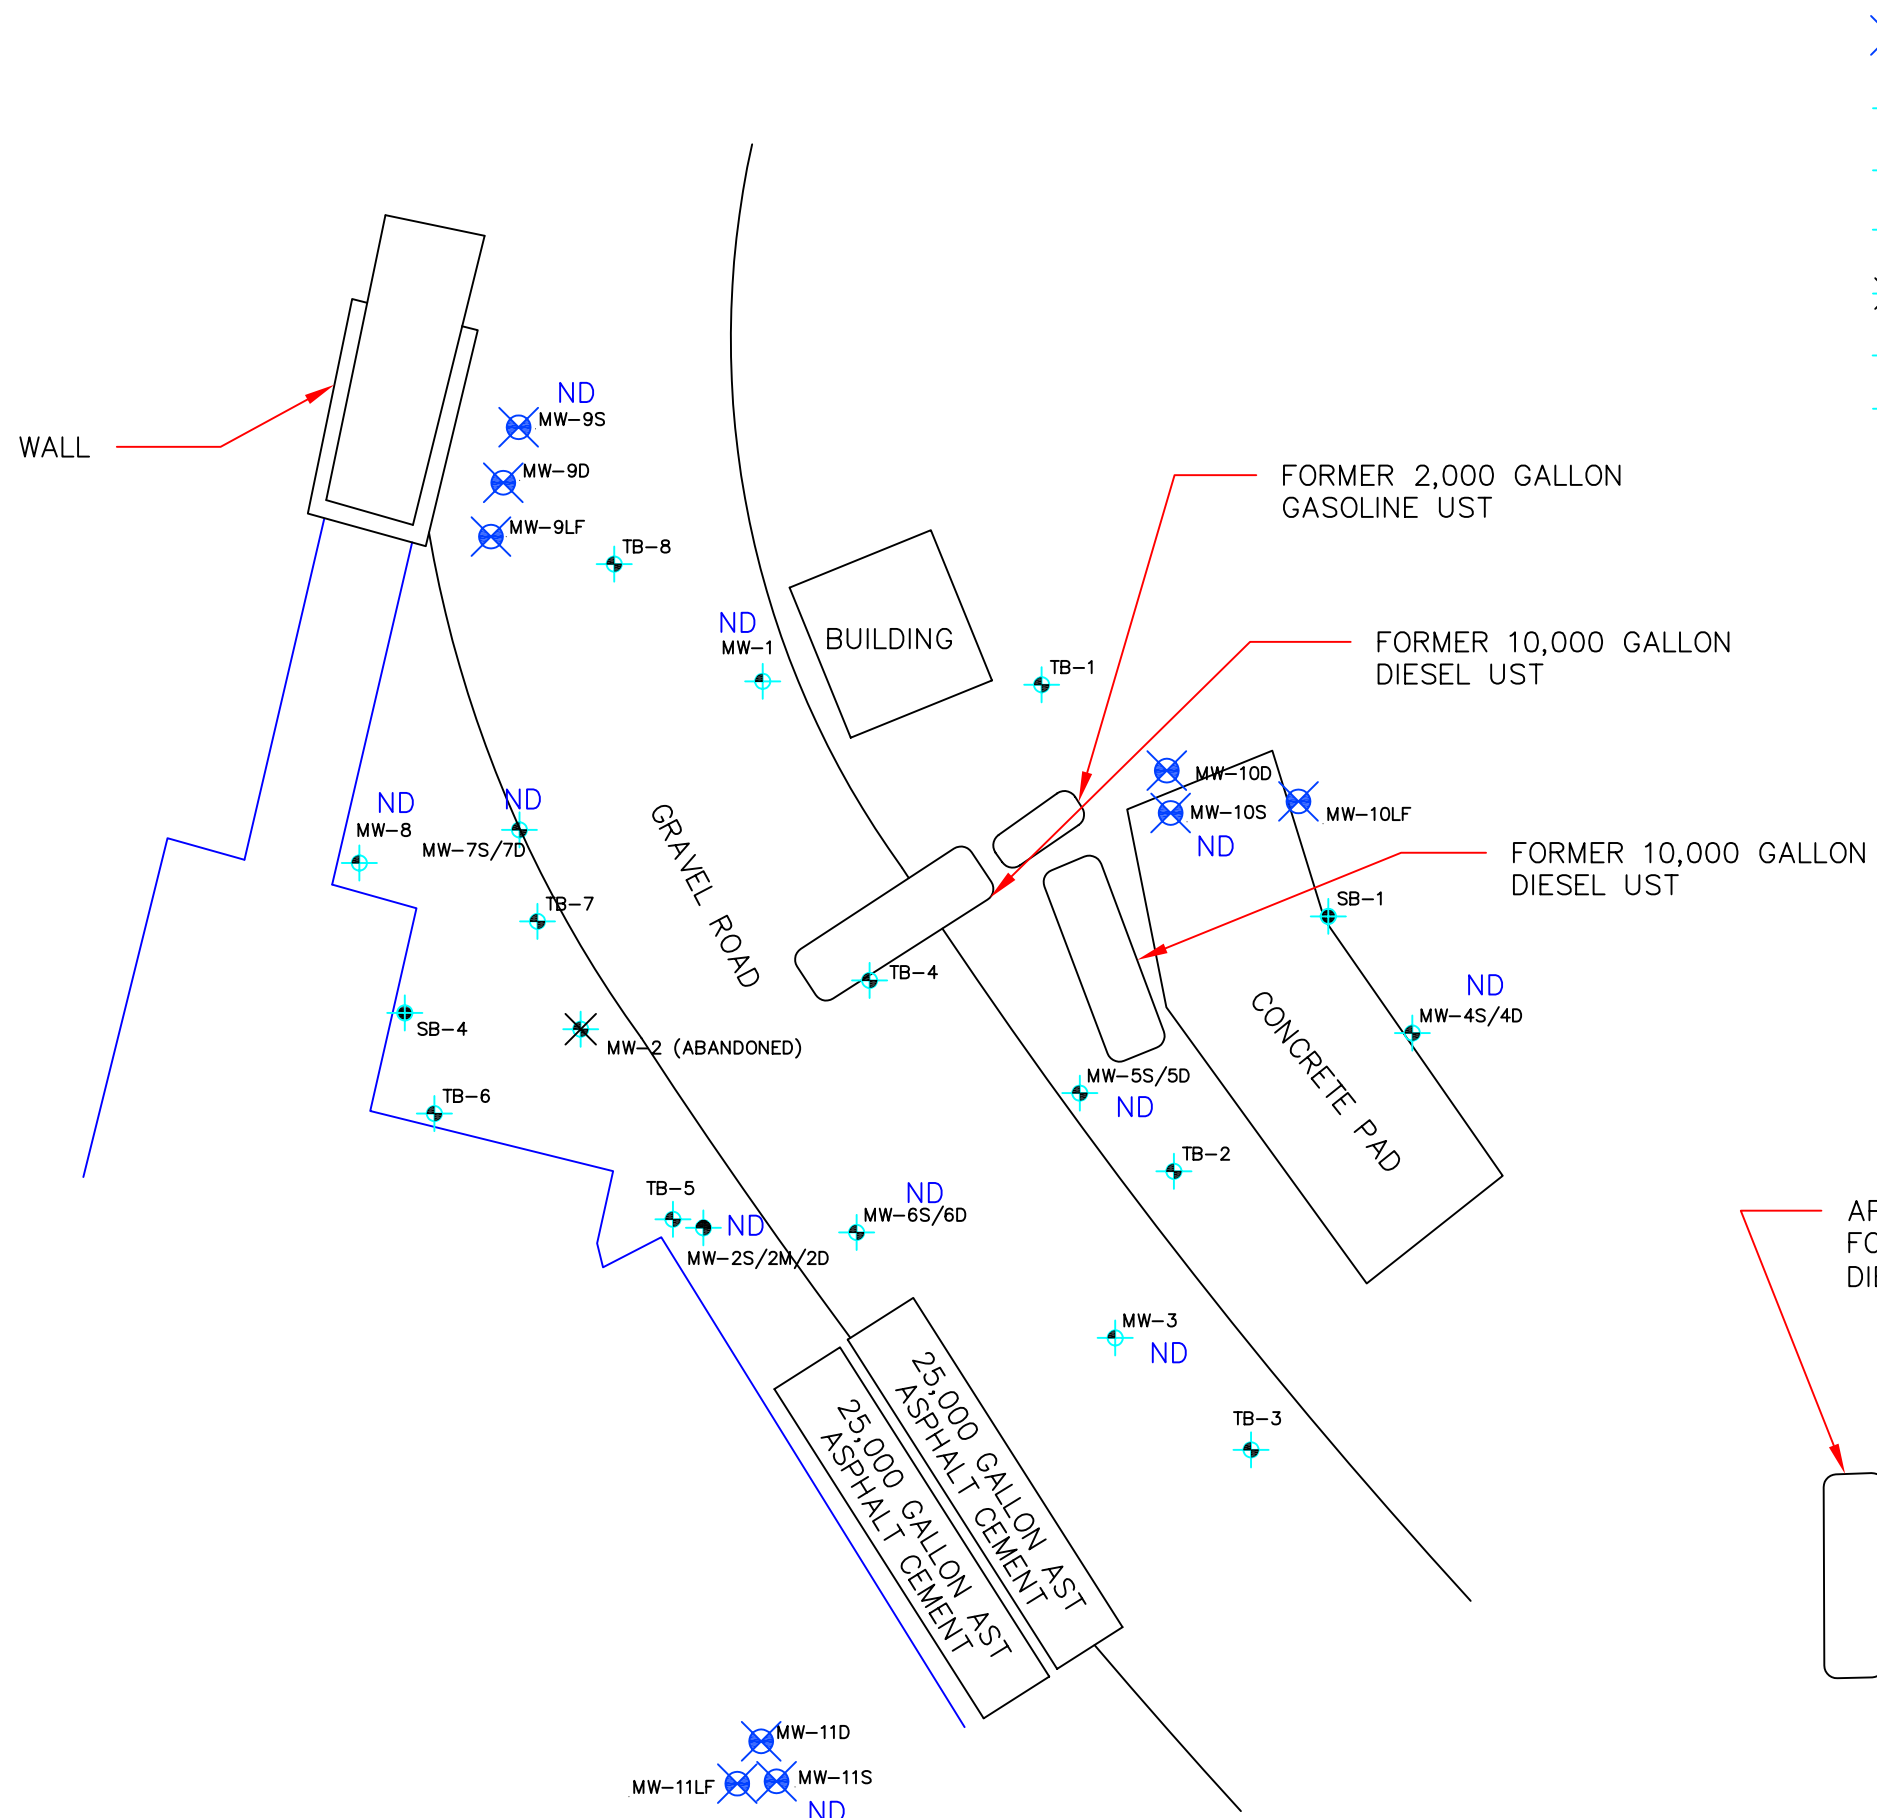 ND
MW-9S
WALL
MW-9D
MW-9LF
TB-8
FORMER 2,000 GALLON
GASOLINE UST
ND
MW-1
BUILDING
TB-1
FORMER 10,000 GALLON
DIESEL UST
MW-10D
MW-10S
ND
MW-10LF
ND
MW-8
ND
MW-7S/7D
GRAVEL ROAD
FORMER 10,000 GALLON
DIESEL UST
TB-7
SB-1
TB-4
ND
MW-4S/4D
SB-4
MW-2 (ABANDONED)
CONCRETE PAD
MW-5S/5D
ND
TB-6
TB-2
TB-5
ND
MW-2S/2M/2D
ND
MW-6S/6D
MW-3
ND
25,000 GALLON AST
ASPHALT CEMENT
25,000 GALLON AST
ASPHALT CEMENT
TB-3
MW-11D
MW-11LF
MW-11S
ND